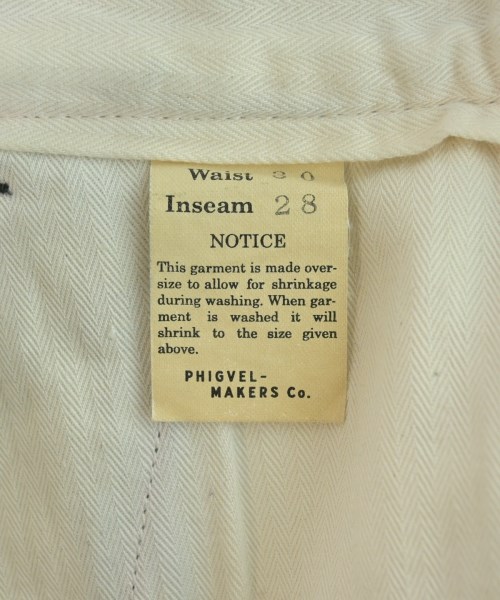 Waist
Inseam 28
NOTICE
This garment is made over-
size to allow for shrinkage
during washing. When gar-
ment is washed it will
shrink to the size given
above.
PHIGVEL-
MAKERS Co.